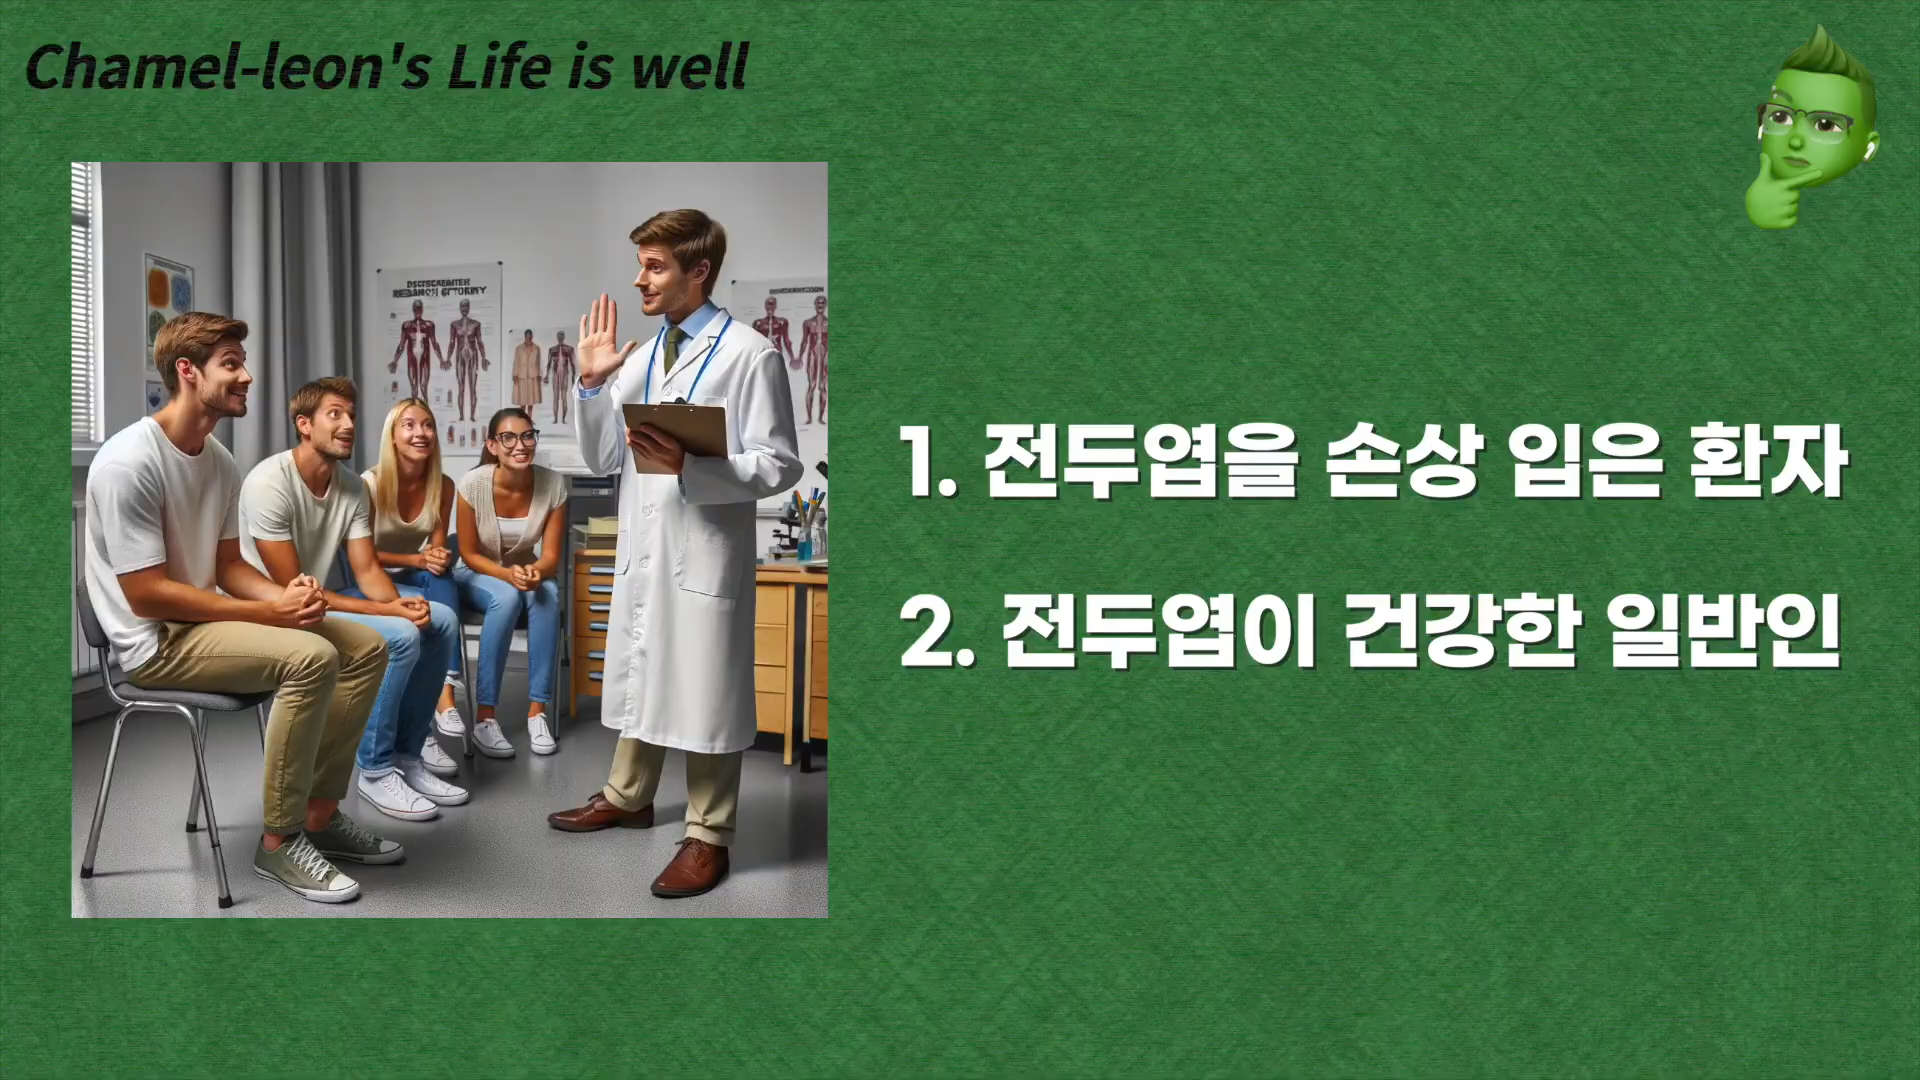 Chamel-leon's Life is well
1. 전두엽을 손상 입은 환자
2. 전두엽이 건강한 일반인